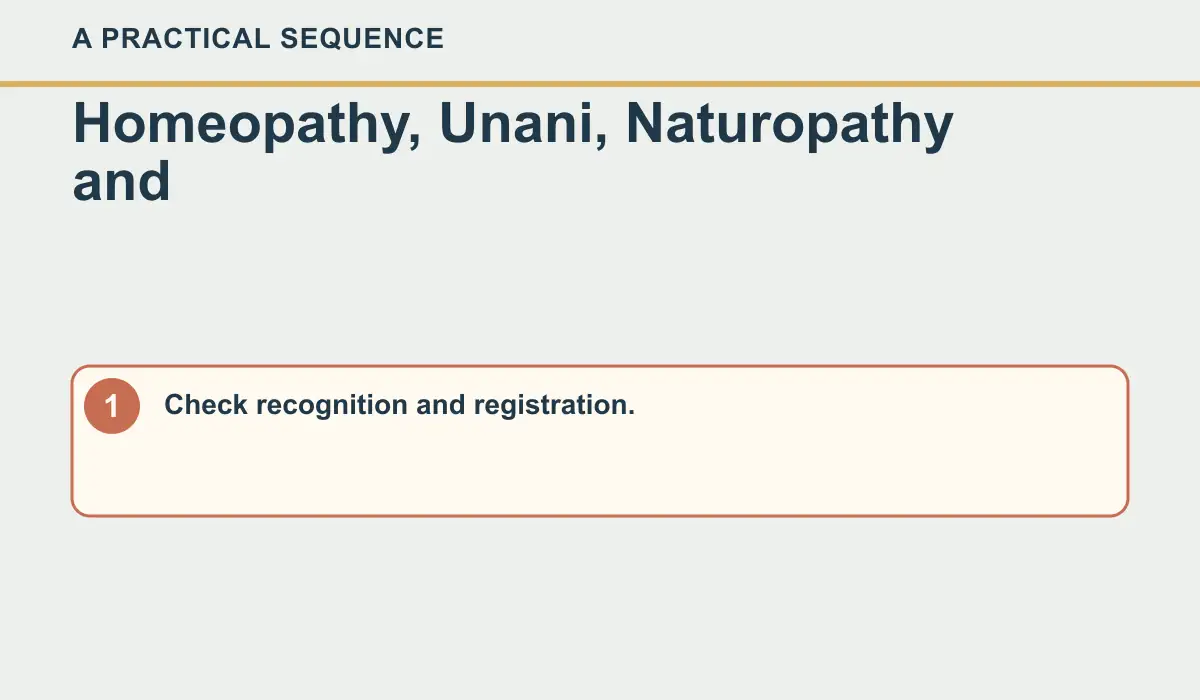 A PRACTICAL SEQUENCE
Homeopathy, Unani, Naturopathy
and
1 Check recognition and registration.